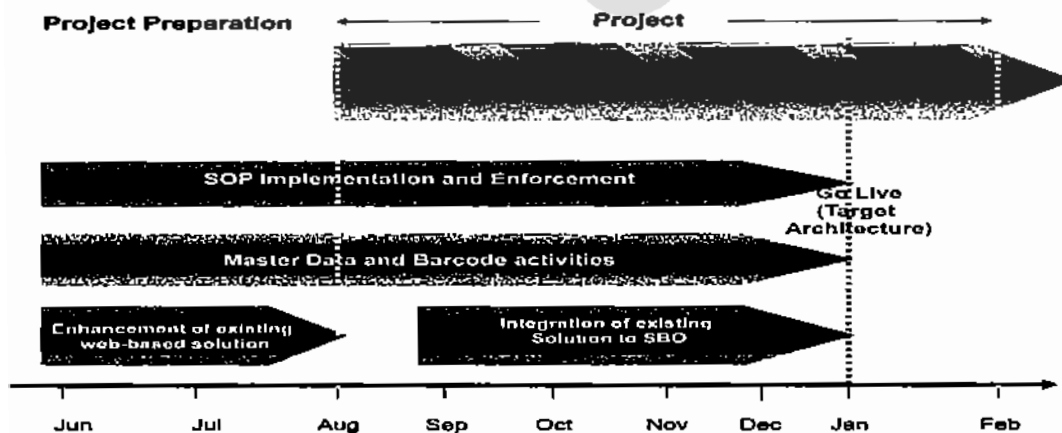 Project Preparation
Project
SOP Implementation and Enforcement
Go Live
(Target
Architecture)
Master Data and Barcode activities
Enhancement of existing
web-based solution
Integration of existing
Solution to SBO
Jun Jul Aug Sep Oct Nov Dec Jan Feb